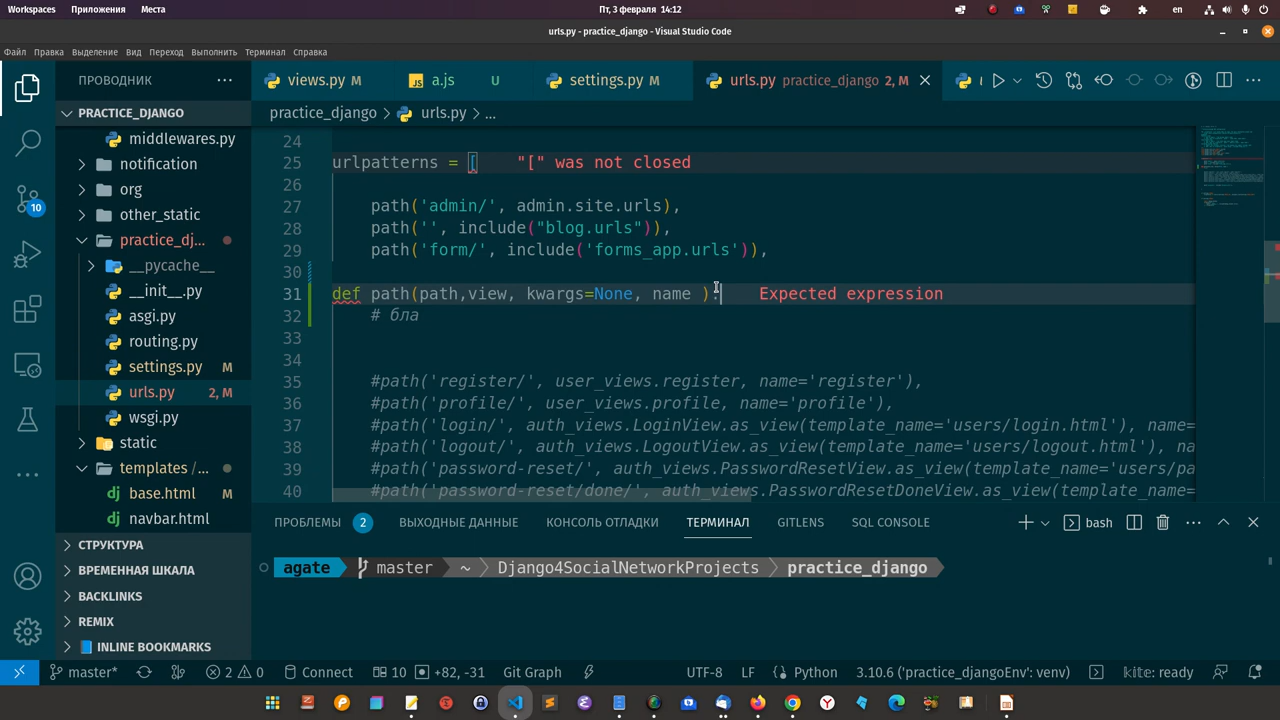 Workspaces Приложения Места Пт, 3 февраля 14:12 en
urls.py - practice_django - Visual Studio Code
Файл Правка Выделение Вид Переход Выполнить Терминал Справка
ПРОВОДНИК
views.py M
a.js U
settings.py M
urls.py practice_django 2, M
PRACTICE_DJANGO
practice_django > urls.py > ...
middlewares.py
notification
org
other_static
practice_dj...
__pycache__
__init__.py
asgi.py
routing.py
settings.py M
urls.py 2, M
wsgi.py
static
templates /...
base.html M
navbar.html
СТРУКТУРА
ВРЕМЕННАЯ ШКАЛА
BACKLINKS
REMIX
INLINE BOOKMARKS
10
24
25 urlpatterns = [ "[" was not closed
26
27 path('admin/', admin.site.urls),
28 path('', include("blog.urls")),
29 path('form/', include('forms_app.urls')),
30
31 def path(path,view, kwargs=None, name ): Expected expression
32 # бла
33
34
35 #path('register/', user_views.register, name='register'),
36 #path('profile/', user_views.profile, name='profile'),
37 #path('login/', auth_views.LoginView.as_view(template_name='users/login.html'),
38 #path('logout/', auth_views.LogoutView.as_view(template_name='users/logout.html'), na
39 #path('password-reset/', auth_views.PasswordResetView.as_view(template_name='users/pa
40 #path('password-reset/done/', auth_views.PasswordResetDoneView.as_view(template_name=
ПРОБЛЕМЫ 2 ВЫХОДНЫЕ ДАННЫЕ КОНСОЛЬ ОТЛАДКИ ТЕРМИНАЛ GITLENS SQL CONSOLE bash
agate master ~ Django4SocialNetworkProjects practice_django
master* 2 0 Connect 10 +82, -31 Git Graph UTF-8 LF Python 3.10.6 ('practice_djangoEnv': venv) kite: ready